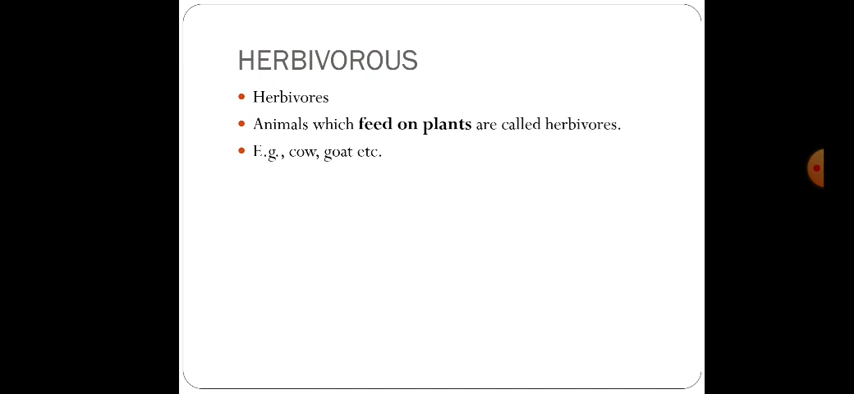 HERBIVOROUS
Herbivores
Animals which feed on plants are called herbivores.
E.g., cow, goat etc.